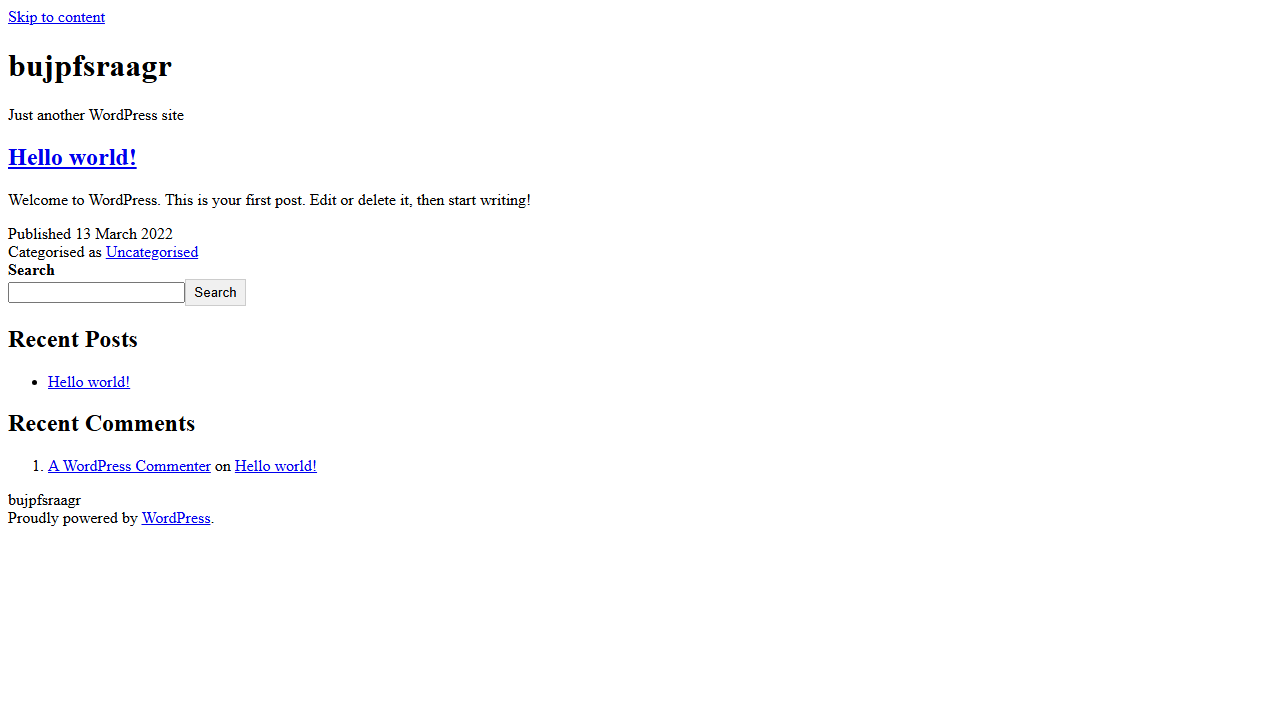 Skip to content
bujpfsraagr
Just another WordPress site
Hello world!
Welcome to WordPress. This is your first post. Edit or delete it, then start writing!
Published 13 March 2022
Categorised as Uncategorised
Search
Search
Recent Posts
Hello world!
Recent Comments
1. A WordPress Commenter on Hello world!
bujpfsraagr
Proudly powered by WordPress.